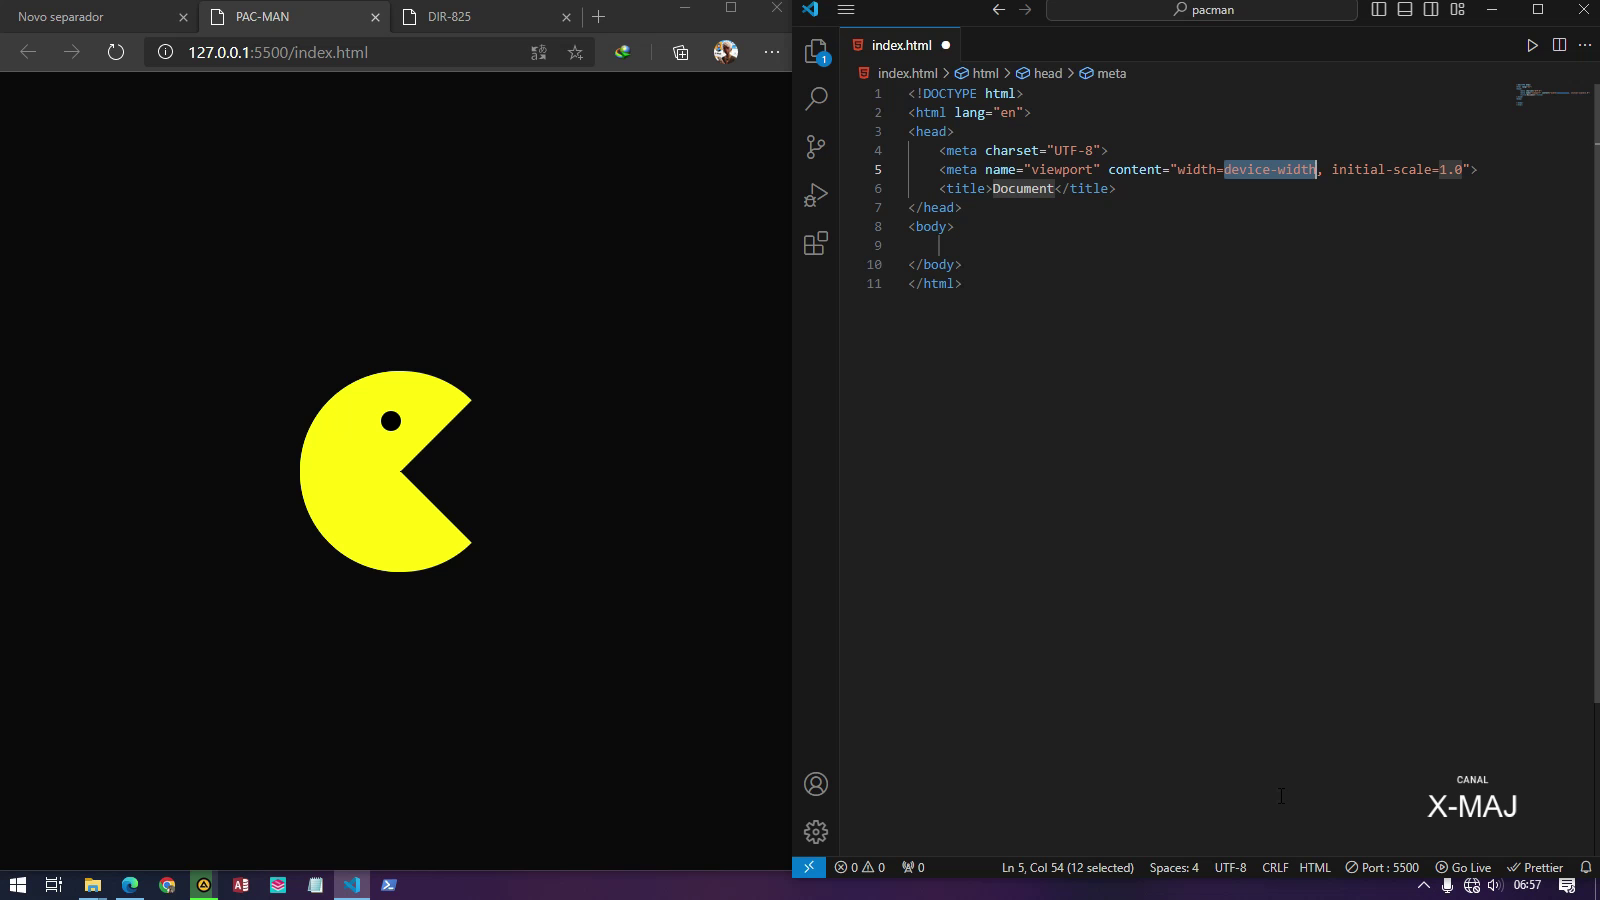 Novo separador
PAC-MAN
DIR-825
127.0.0.1:5500/index.html
pacman
index.html
index.html > html > head > meta
1 <!DOCTYPE html>
2 <html lang="en">
3 <head>
4 <meta charset="UTF-8">
5 <meta name="viewport" content="width=device-width, initial-scale=1.0">
6 <title>Document</title>
7 </head>
8 <body>
9
10 </body>
11 </html>
1
CANAL
X-MAJ
0 0 0 Ln 5, Col 54 (12 selected) Spaces: 4 UTF-8 CRLF HTML Port : 5500 Go Live Prettier
06:57